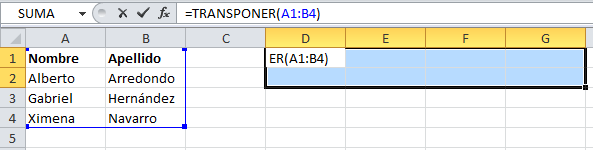 SUMA fx =TRANSPONER(A1:B4)
A B C D E F G
1 Nombre Apellido ER(A1:B4)
2 Alberto Arredondo
3 Gabriel Hernández
4 Ximena Navarro
5